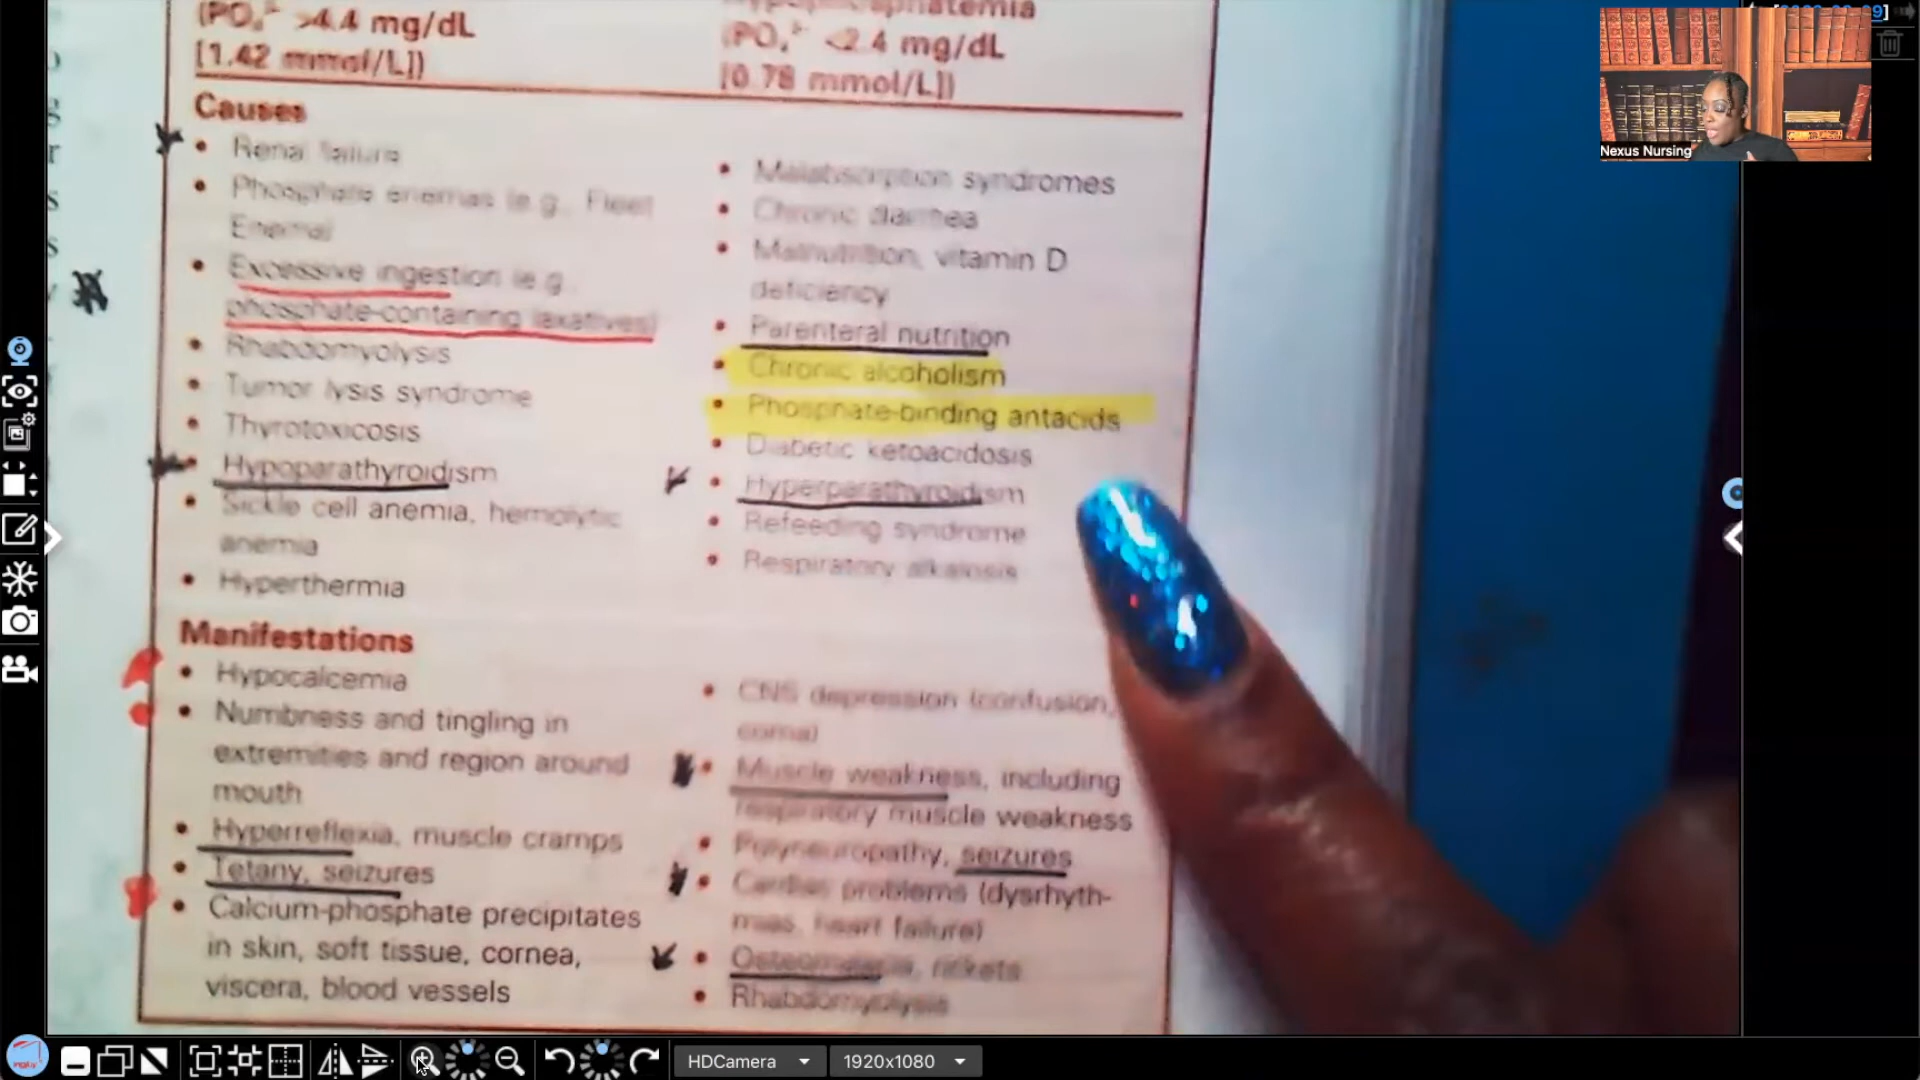 (PO₄³⁻ >4.4 mg/dL
[1.42 mmol/L])
Causes
Renal failure
Phosphate enemas (e.g., Fleet
Enema)
Excessive ingestion (e.g.,
phosphate-containing laxatives)
Rhabdomyolysis
Tumor lysis syndrome
Thyrotoxicosis
Hypoparathyroidism
Sickle cell anemia, hemolytic
anemia
Hyperthermia
Manifestations
Hypocalcemia
Numbness and tingling in
extremities and region around
mouth
Hyperreflexia, muscle cramps
Tetany, seizures
Calcium-phosphate precipitates
in skin, soft tissue, cornea,
viscera, blood vessels
Hypophosphatemia
(PO₄³⁻ <2.4 mg/dL
[0.78 mmol/L])
Malabsorption syndromes
Chronic diarrhea
Malnutrition, vitamin D
deficiency
Parenteral nutrition
Chronic alcoholism
Phosphate-binding antacids
Diabetic ketoacidosis
Hyperparathyroidism
Refeeding syndrome
Respiratory alkalosis
CNS depression (confusion,
coma)
Muscle weakness, including
respiratory muscle weakness
Polyneuropathy, seizures
Cardiac problems (dysrhyth-
mias, heart failure)
Osteomalacia, rickets
Rhabdomyolysis
Nexus Nursing
HDCamera
1920x1080